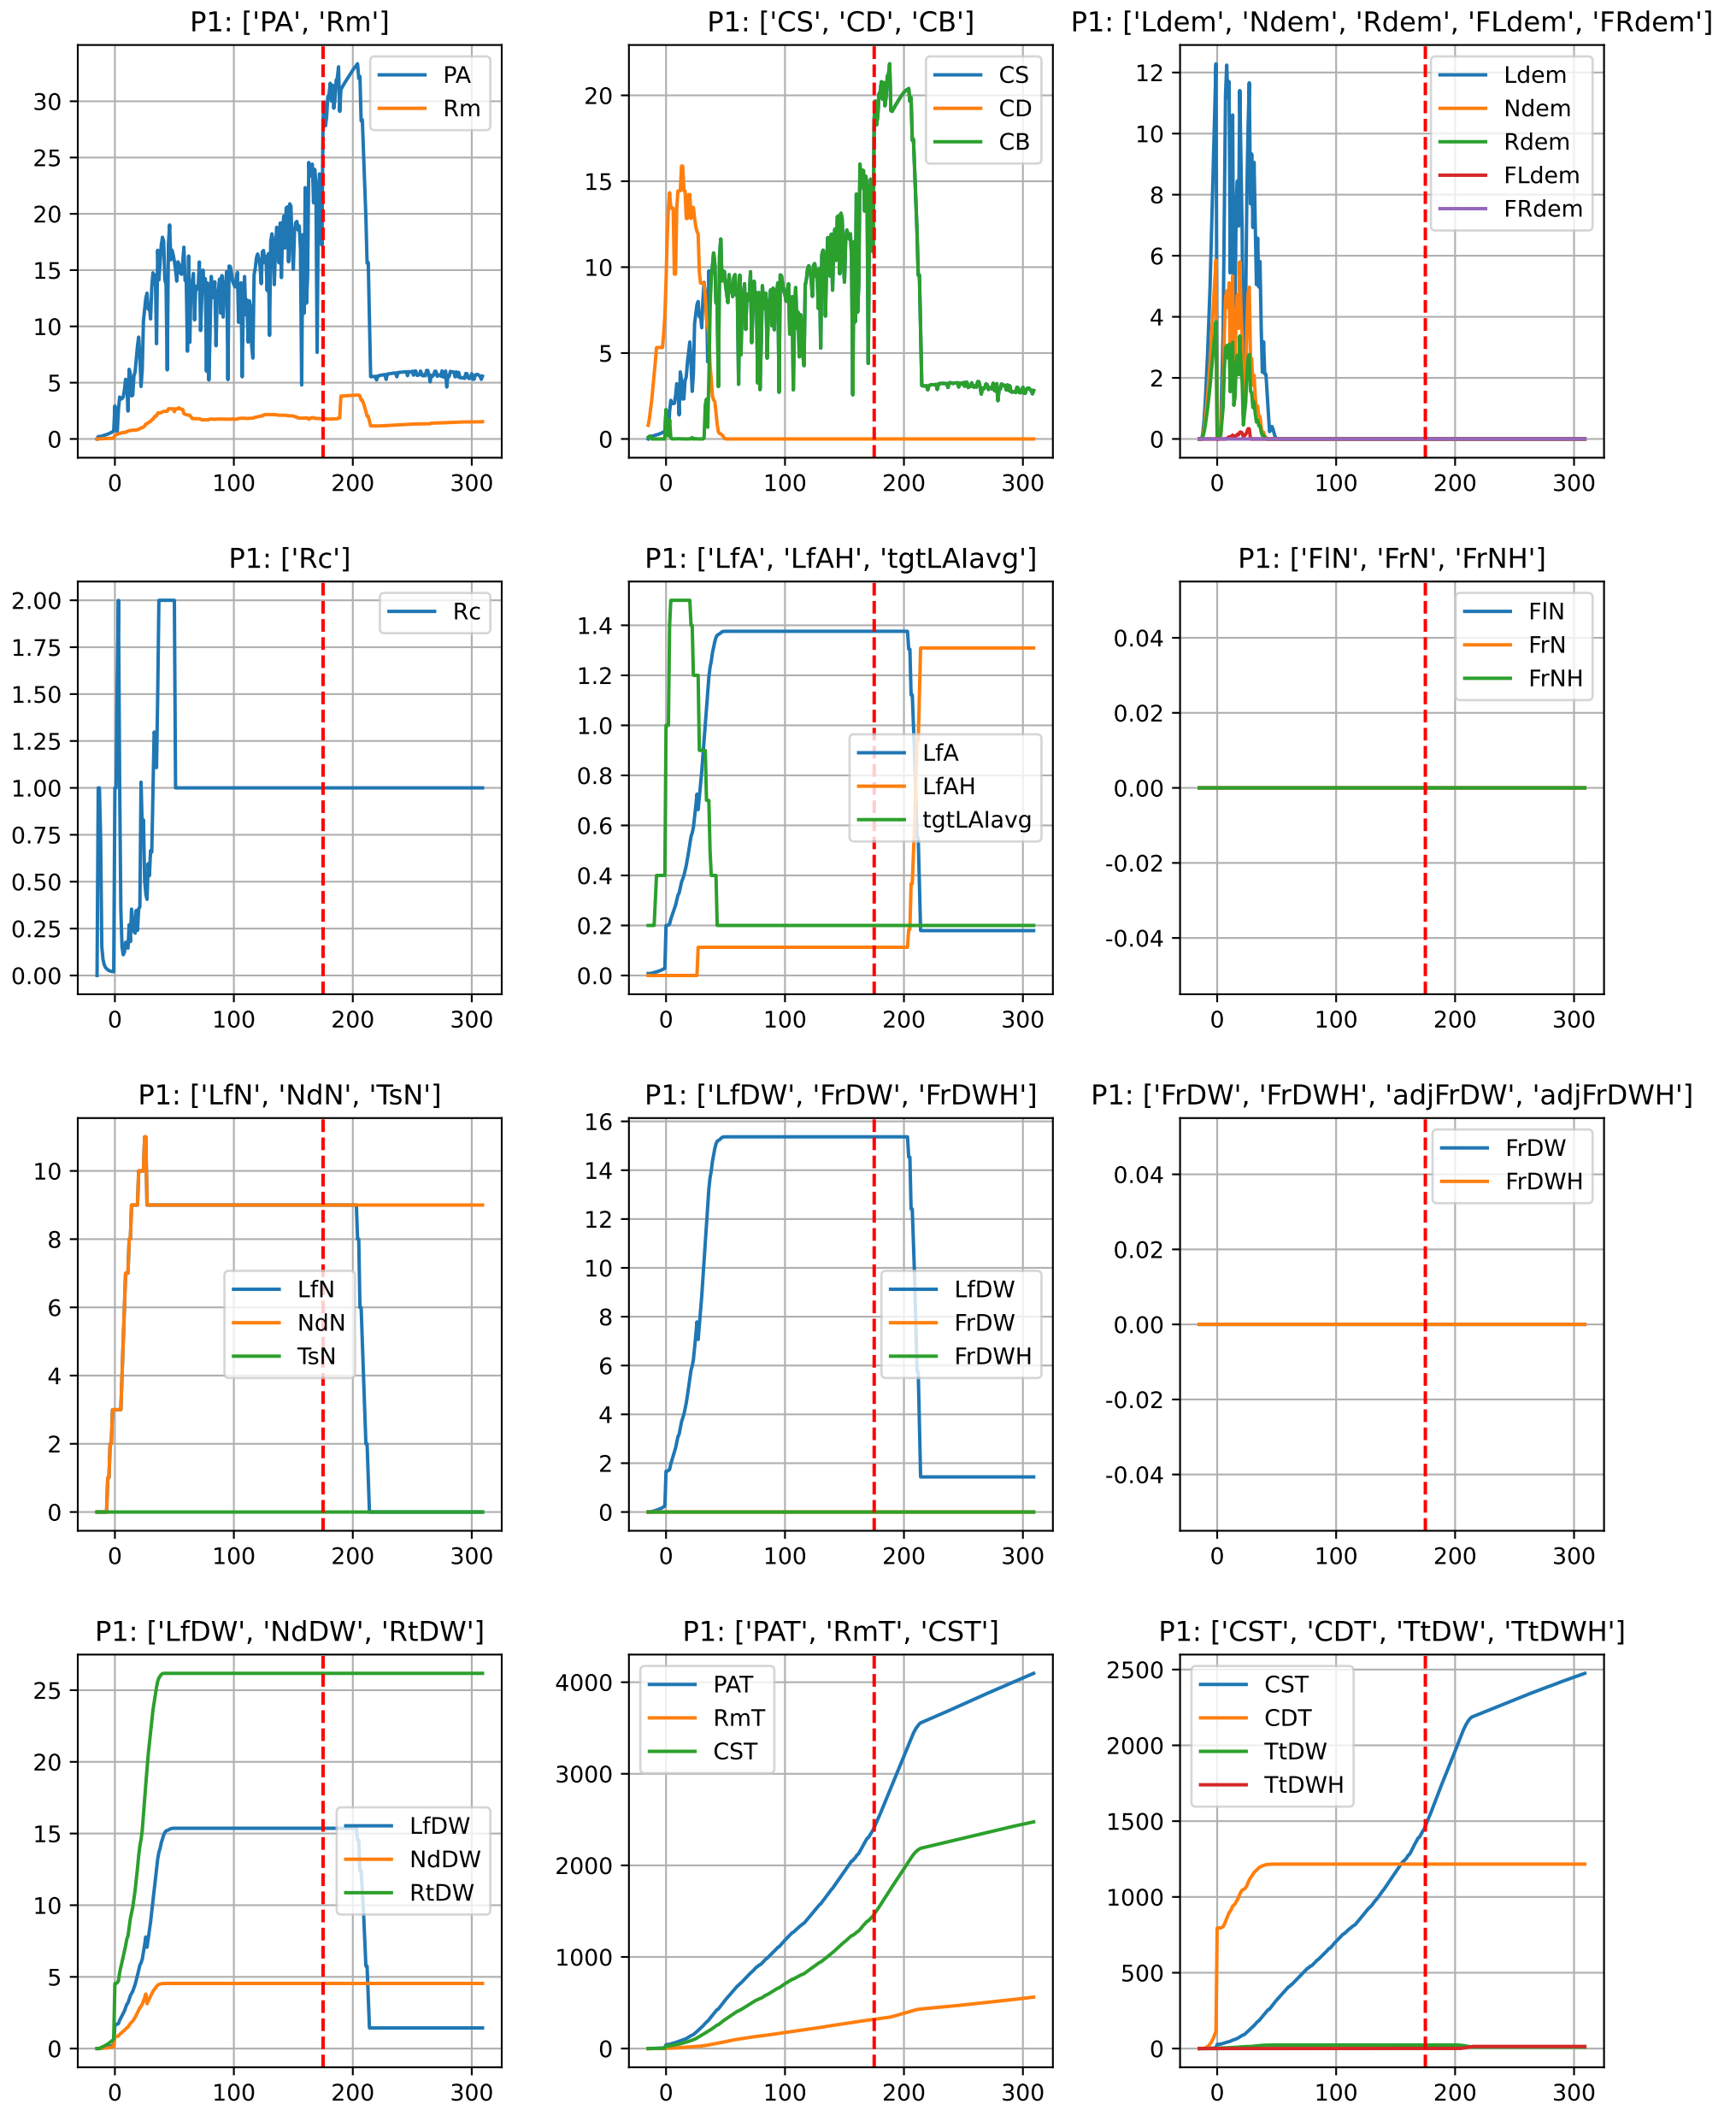 P1: ['PA', 'Rm']
PA
Rm
30
25
20
15
10
5
0
0 100 200 300
P1: ['CS', 'CD', 'CB']
CS
CD
CB
20
15
10
5
0
0 100 200 300
P1: ['Ldem', 'Ndem', 'Rdem', 'FLdem', 'FRdem']
Ldem
Ndem
Rdem
FLdem
FRdem
12
10
8
6
4
2
0
0 100 200 300
P1: ['Rc']
Rc
2.00
1.75
1.50
1.25
1.00
0.75
0.50
0.25
0.00
0 100 200 300
P1: ['LfA', 'LfAH', 'tgtLAIavg']
LfA
LfAH
tgtLAIavg
1.4
1.2
1.0
0.8
0.6
0.4
0.2
0.0
0 100 200 300
P1: ['FlN', 'FrN', 'FrNH']
FlN
FrN
FrNH
0.04
0.02
0.00
-0.02
-0.04
0 100 200 300
P1: ['LfN', 'NdN', 'TsN']
LfN
NdN
TsN
10
8
6
4
2
0
0 100 200 300
P1: ['LfDW', 'FrDW', 'FrDWH']
LfDW
FrDW
FrDWH
16
14
12
10
8
6
4
2
0
0 100 200 300
P1: ['FrDW', 'FrDWH', 'adjFrDW', 'adjFrDWH']
FrDW
FrDWH
0.04
0.02
0.00
-0.02
-0.04
0 100 200 300
P1: ['LfDW', 'NdDW', 'RtDW']
LfDW
NdDW
RtDW
25
20
15
10
5
0
0 100 200 300
P1: ['PAT', 'RmT', 'CST']
PAT
RmT
CST
4000
3000
2000
1000
0
0 100 200 300
P1: ['CST', 'CDT', 'TtDW', 'TtDWH']
CST
CDT
TtDW
TtDWH
2500
2000
1500
1000
500
0
0 100 200 300